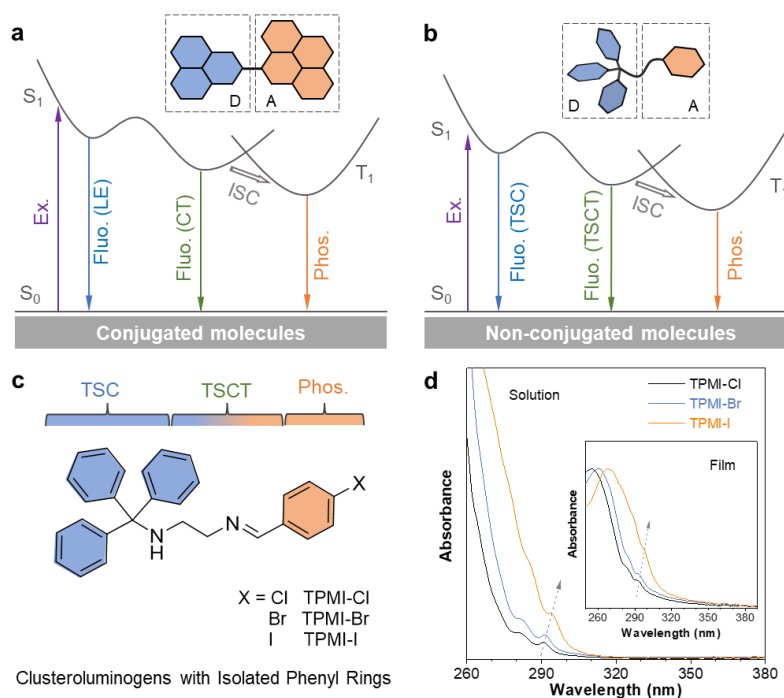 a
D
A
S1
T1
ISC
Ex.
Fluo. (LE)
Fluo. (CT)
Phos.
S0
Conjugated molecules
b
D
A
S1
T
ISC
Ex.
Fluo. (TSC)
Fluo. (TSCT)
Phos.
S0
Non-conjugated molecules
c
TSC
TSCT
Phos.
X
N
H
N
X = Cl TPMI-Cl
Br TPMI-Br
I TPMI-I
Clusteroluminogens with Isolated Phenyl Rings
d
Solution
TPMI-Cl
TPMI-Br
TPMI-I
Absorbance
Film
Absorbance
260 290 320 350 380
Wavelength (nm)
260 290 320 350 380
Wavelength (nm)